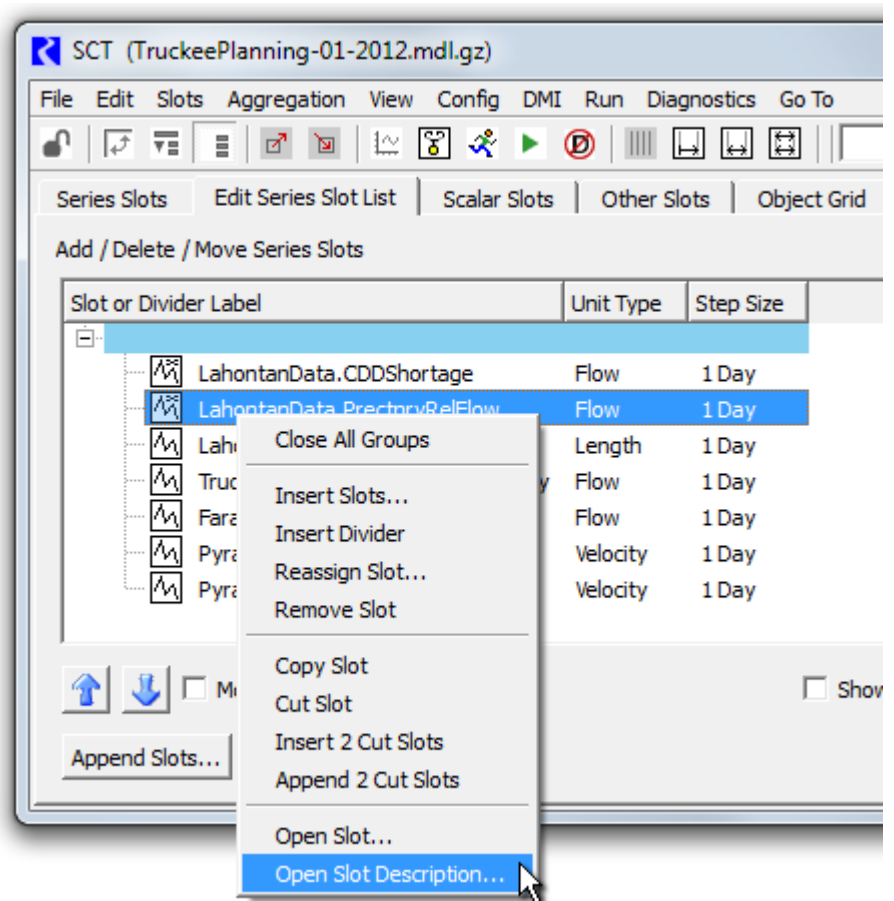 SCT (TruckeePlanning-01-2012.mdl.gz)
File Edit Slots Aggregation View Config DMI Run Diagnostics Go To
Series Slots Edit Series Slot List Scalar Slots Other Slots Object Grid
Add / Delete / Move Series Slots
Slot or Divider Label Unit Type Step Size
LahontanData.CDDShortage Flow 1 Day
LahontanData.PrectnryRelFlow Flow 1 Day
Length 1 Day
Flow 1 Day
Flow 1 Day
Velocity 1 Day
Velocity 1 Day
Close All Groups
Insert Slots...
Insert Divider
Reassign Slot...
Remove Slot
Copy Slot
Cut Slot
Insert 2 Cut Slots
Append 2 Cut Slots
Open Slot...
Open Slot Description...
Show
Append Slots...